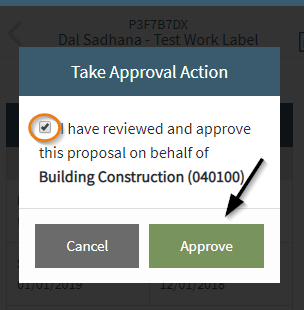 P3F7B7DX
Dal Sadhana - Test Work Label
Take Approval Action
I have reviewed and approve
this proposal on behalf of
Building Construction (040100)
Cancel
Approve
01/01/2019
12/01/2018